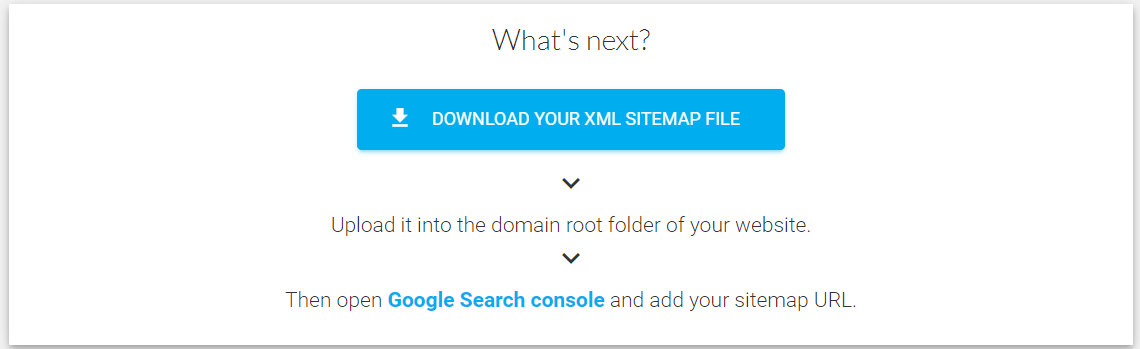 What's next?
DOWNLOAD YOUR XML SITEMAP FILE
Upload it into the domain root folder of your website.
Then open Google Search console and add your sitemap URL.